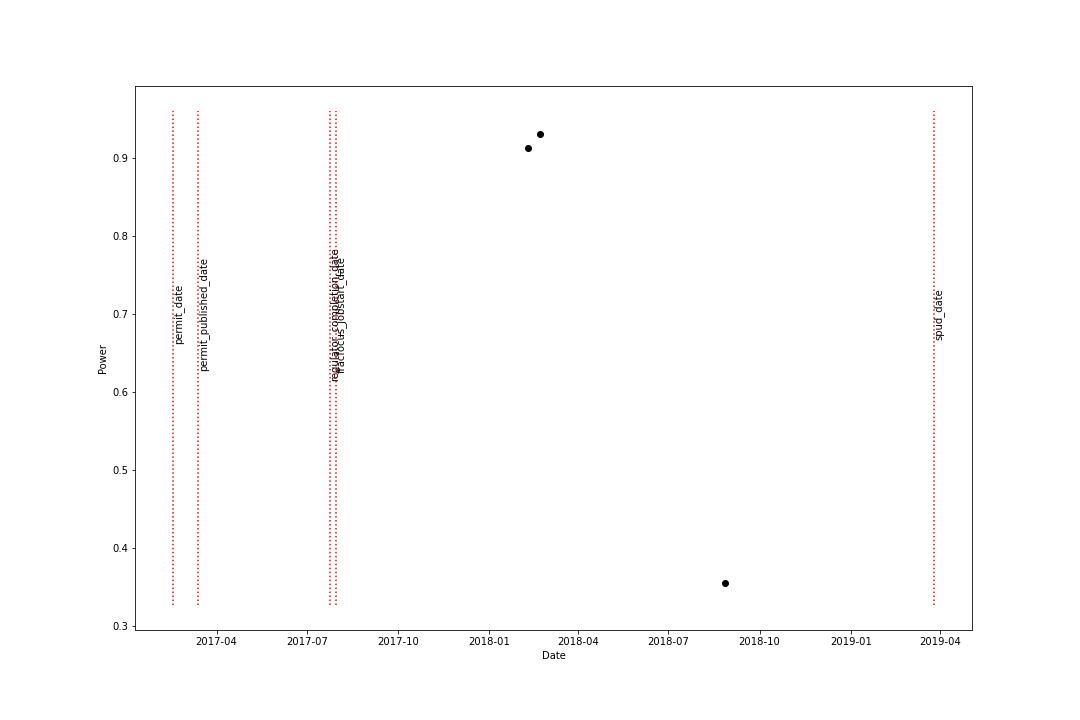 0.9
0.8
0.7
0.6
0.5
0.4
0.3
Power
permit_date
permit_published_date
regulator_completion_date
fracfocus_jobstart_date
spud_date
2017-04
2017-07
2017-10
2018-01
2018-04
2018-07
2018-10
2019-01
2019-04
Date